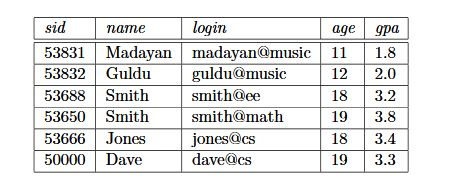 sid name login age gpa
53831 Madayan madayan@music 11 1.8
53832 Guldu guldu@music 12 2.0
53688 Smith smith@ee 18 3.2
53650 Smith smith@math 19 3.8
53666 Jones jones@cs 18 3.4
50000 Dave dave@cs 19 3.3